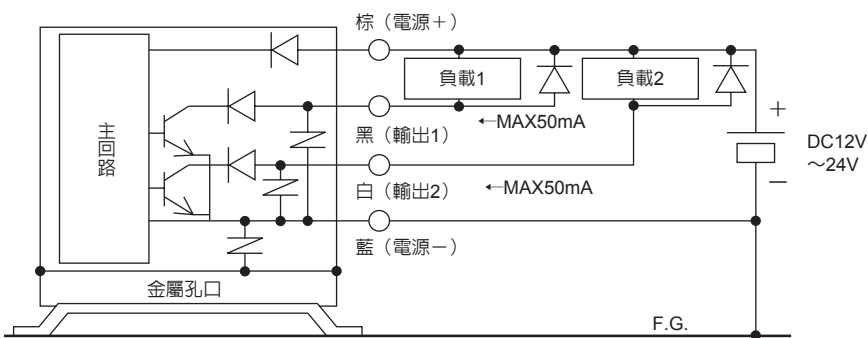 棕（電源＋）
負載1
負載2
主回路
黑（輸出1）
←MAX50mA
＋
DC12V
～24V
白（輸出2）
←MAX50mA
－
藍（電源－）
金屬孔口
F.G.